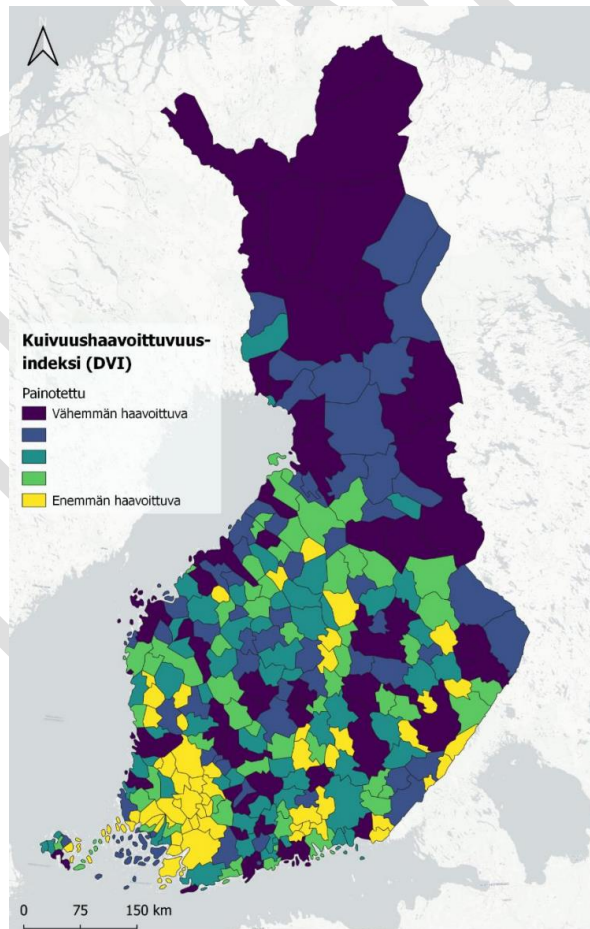 N
Kuivuushaavoittuvuus-
indeksi (DVI)
Painotettu
Vähemmän haavoittuva
Enemmän haavoittuva
0 75 150 km